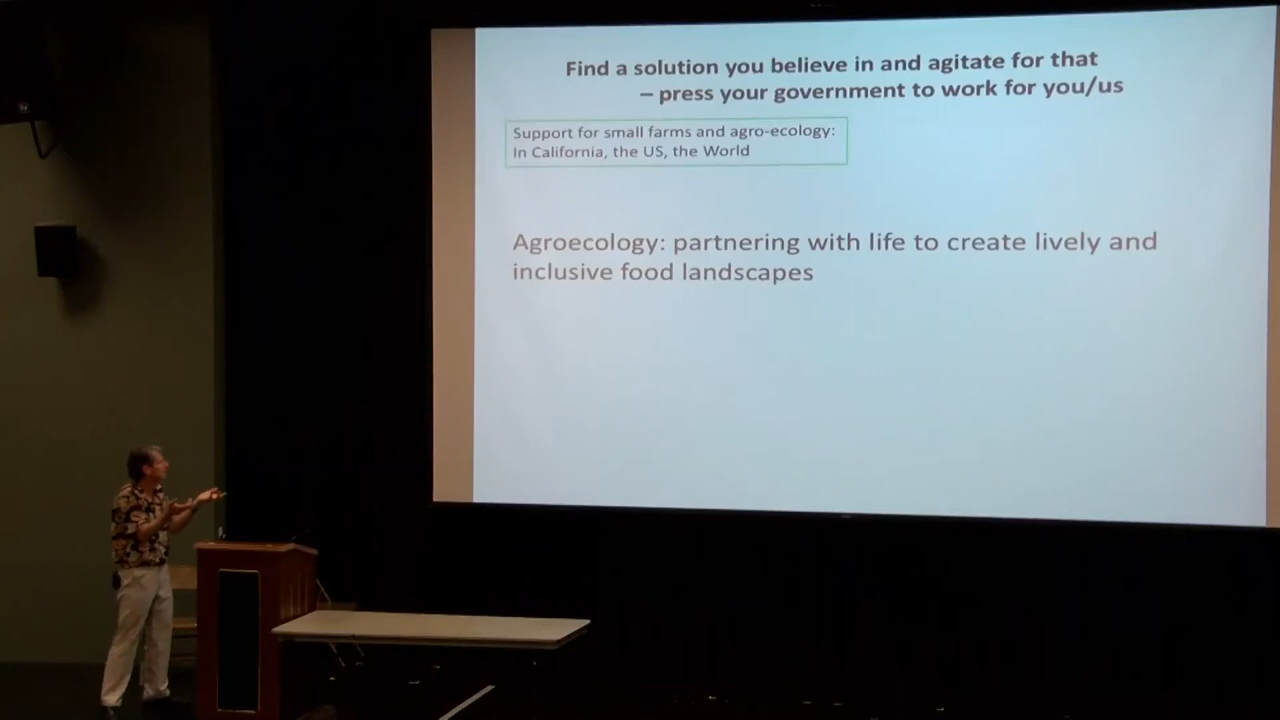 Find a solution you believe in and agitate for that
– press your government to work for you/us
Support for small farms and agro-ecology:
In California, the US, the World
Agroecology: partnering with life to create lively and
inclusive food landscapes